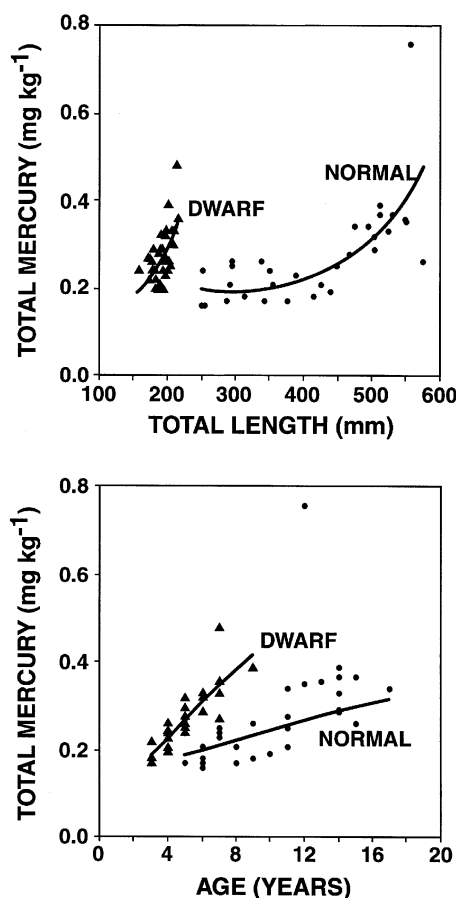 TOTAL MERCURY (mg kg⁻¹)
0.8
0.6
0.4
0.2
0.0
DWARF
NORMAL
100 200 300 400 500 600
TOTAL LENGTH (mm)
TOTAL MERCURY (mg kg⁻¹)
0.8
0.6
0.4
0.2
0.0
DWARF
NORMAL
0 4 8 12 16 20
AGE (YEARS)